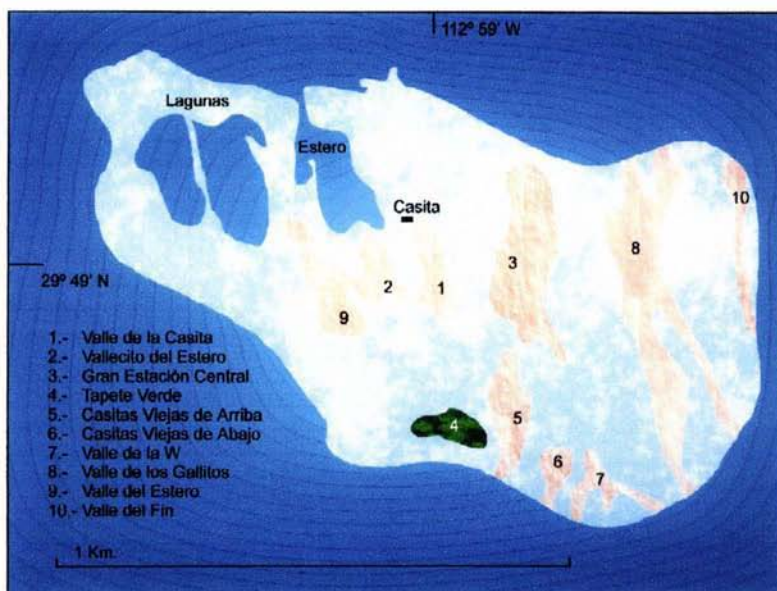 112º 59' W
Lagunas
Estero
Casita
10
8
3
29º 49' N
2
1
9
1.- Valle de la Casita
2.- Vallecito del Estero
3.- Gran Estación Central
4.- Tapete Verde
5.- Casitas Viejas de Arriba
6.- Casitas Viejas de Abajo
7.- Valle de la W
8.- Valle de los Gallitos
9.- Valle del Estero
10.- Valle del Fin
4
5
6
7
1 Km.